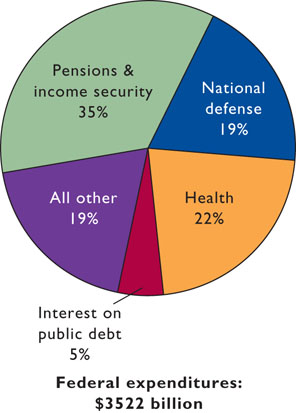 Pensions &
income security
35%
National
defense
19%
All other
19%
Health
22%
Interest on
public debt
5%
Federal expenditures:
$3522 billion